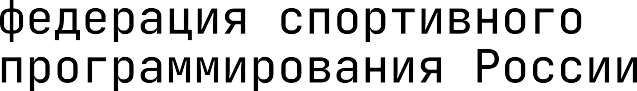 федерация спортивного
программирования России